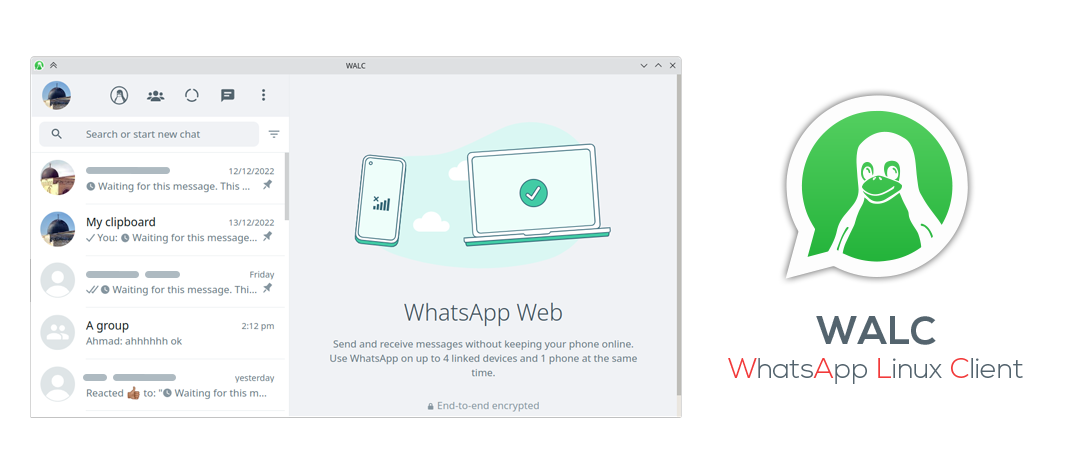 WALC
Search or start new chat
12/12/2022
Waiting for this message. This ...
My clipboard
13/12/2022
You: Waiting for this message...
Friday
Waiting for this message. Thi...
A group
2:12 pm
Ahmad: ahhhhhh ok
yesterday
Reacted 👍🏾 to: "Waiting for this m...
WhatsApp Web
Send and receive messages without keeping your phone online.
Use WhatsApp on up to 4 linked devices and 1 phone at the same
time.
End-to-end encrypted
WALC
WhatsApp Linux Client